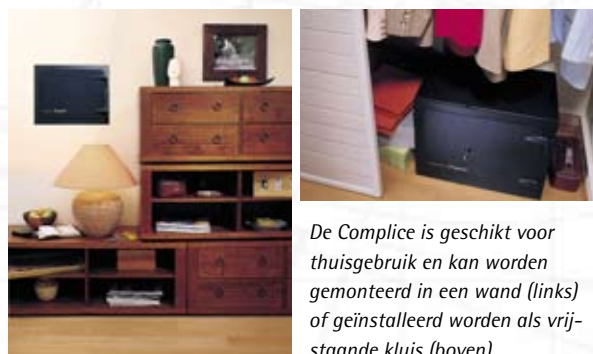 De Complice is geschikt voor
thuisgebruik en kan worden
gemonteerd in een wand (links)
of geïnstalleerd worden als vrij-
staande kluis (boven)